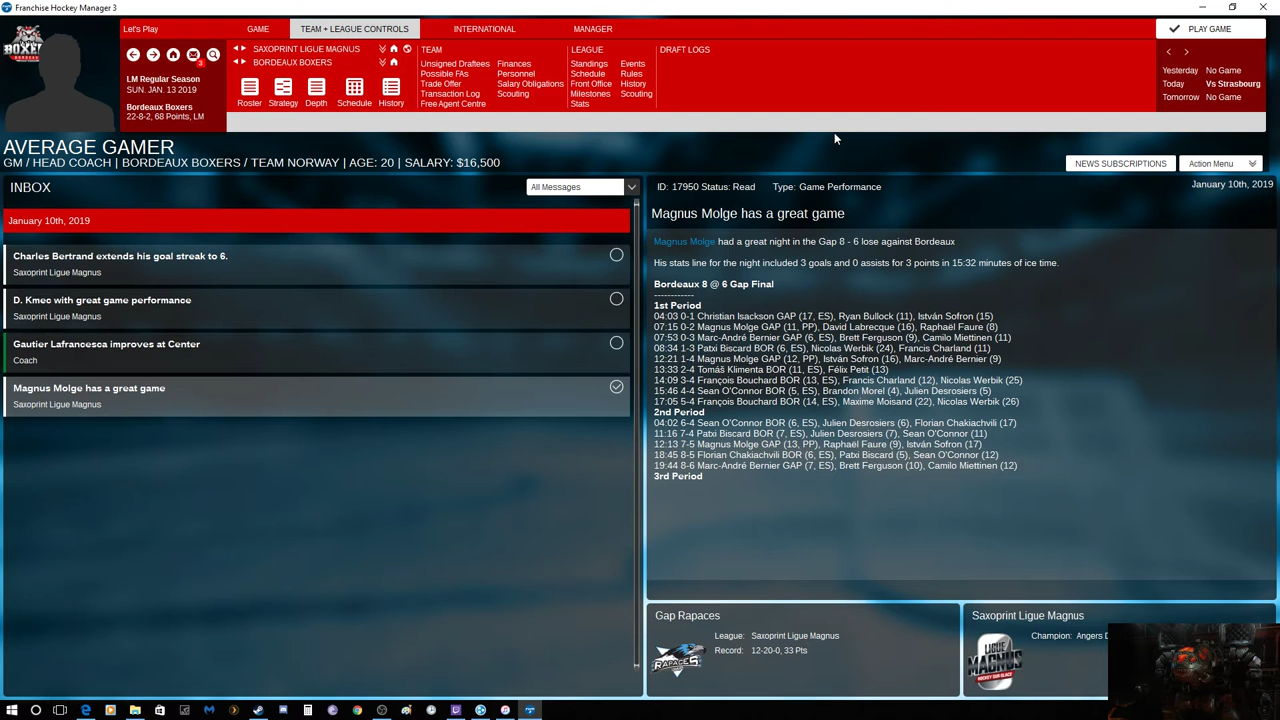 Franchise Hockey Manager 3
Let's Play
GAME
TEAM + LEAGUE CONTROLS
INTERNATIONAL
MANAGER
PLAY GAME
BOXERS
SAXOPRINT LIGUE MAGNUS
BORDEAUX BOXERS
3
LM Regular Season
SUN. JAN. 13 2019
Bordeaux Boxers
22-8-2, 68 Points, LM
Roster
Strategy
Depth
Schedule
History
TEAM
Unsigned Draftees Finances
Possible FAs Personnel
Trade Offer Salary Obligations
Transaction Log Scouting
Free Agent Centre
LEAGUE
Standings Events
Schedule Rules
Front Office History
Milestones Scouting
Stats
DRAFT LOGS
Yesterday No Game
Today Vs Strasbourg
Tomorrow No Game
AVERAGE GAMER
GM / HEAD COACH | BORDEAUX BOXERS / TEAM NORWAY | AGE: 20 | SALARY: $16,500
NEWS SUBSCRIPTIONS
Action Menu
INBOX
All Messages
January 10th, 2019
Charles Bertrand extends his goal streak to 6.
Saxoprint Ligue Magnus
D. Kmec with great game performance
Saxoprint Ligue Magnus
Gautier Lafrancesca improves at Center
Coach
Magnus Molge has a great game
Saxoprint Ligue Magnus
ID: 17950 Status: Read Type: Game Performance
January 10th, 2019
Magnus Molge has a great game
Magnus Molge had a great night in the Gap 8 - 6 lose against Bordeaux
His stats line for the night included 3 goals and 0 assists for 3 points in 15:32 minutes of ice time.
Bordeaux 8 @ 6 Gap Final
------------
1st Period
04:03 0-1 Christian Isackson GAP (17, ES), Ryan Bullock (11), István Sofron (15)
07:15 0-2 Magnus Molge GAP (11, PP), David Labrecque (16), Raphaël Faure (8)
07:53 0-3 Marc-André Bernier GAP (6, ES), Brett Ferguson (9), Camilo Miettinen (11)
08:34 1-3 Patxi Biscard BOR (6, ES), Nicolas Werbik (24), Francis Charland (11)
12:21 1-4 Magnus Molge GAP (12, PP), István Sofron (16), Marc-André Bernier (9)
13:33 2-4 Tomáš Klimenta BOR (11, ES), Félix Petit (13)
14:09 3-4 François Bouchard BOR (13, ES), Francis Charland (12), Nicolas Werbik (25)
15:46 4-4 Sean O'Connor BOR (5, ES), Brandon Morel (4), Julien Desrosiers (5)
17:05 5-4 François Bouchard BOR (14, ES), Maxime Moisand (22), Nicolas Werbik (26)
2nd Period
04:02 6-4 Sean O'Connor BOR (6, ES), Julien Desrosiers (6), Florian Chakiachvili (17)
11:16 7-4 Patxi Biscard BOR (7, ES), Julien Desrosiers (7), Sean O'Connor (11)
12:13 7-5 Magnus Molge GAP (13, PP), Raphaël Faure (9), István Sofron (17)
18:45 8-5 Florian Chakiachvili BOR (6, ES), Patxi Biscard (5), Sean O'Connor (12)
19:44 8-6 Marc-André Bernier GAP (7, ES), Brett Ferguson (10), Camilo Miettinen (12)
3rd Period
Gap Rapaces
RAPACES
League: Saxoprint Ligue Magnus
Record: 12-20-0, 33 Pts
Saxoprint Ligue Magnus
LIGUE
MAGNUS
Champion: Angers D